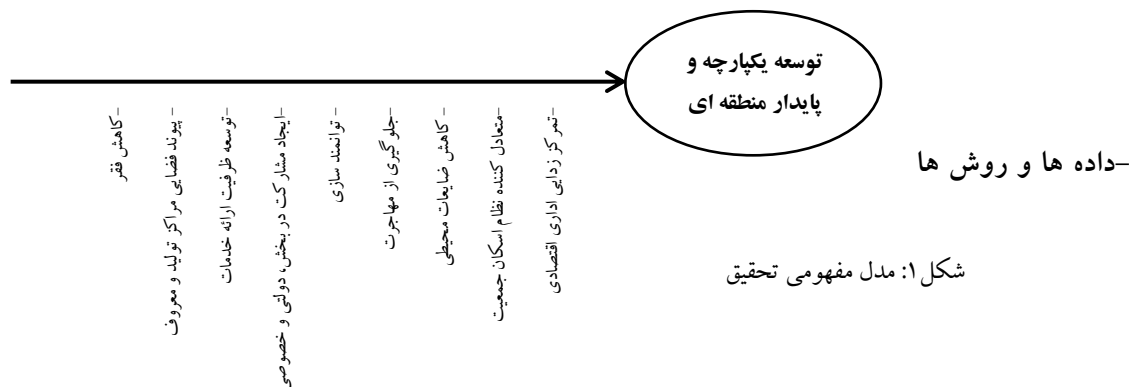 توسعه یکپارچه و
پایدار منطقه ای
-تمرکز زدایی اداری اقتصادی
-متعادل کننده نظام اسکان جمعیت
- کاهش ضایعات محیطی
-جلوگیری از مهاجرت
- توانمند سازی
-ایجاد مشارکت در بخش، دولتی و خصوصی
-توسعه ظرفیت ارائه خدمات
- پیوند فضایی مراکز تولید و معروف
-کاهش فقر
-داده ها و روش ها
شکل۱: مدل مفهومی تحقیق